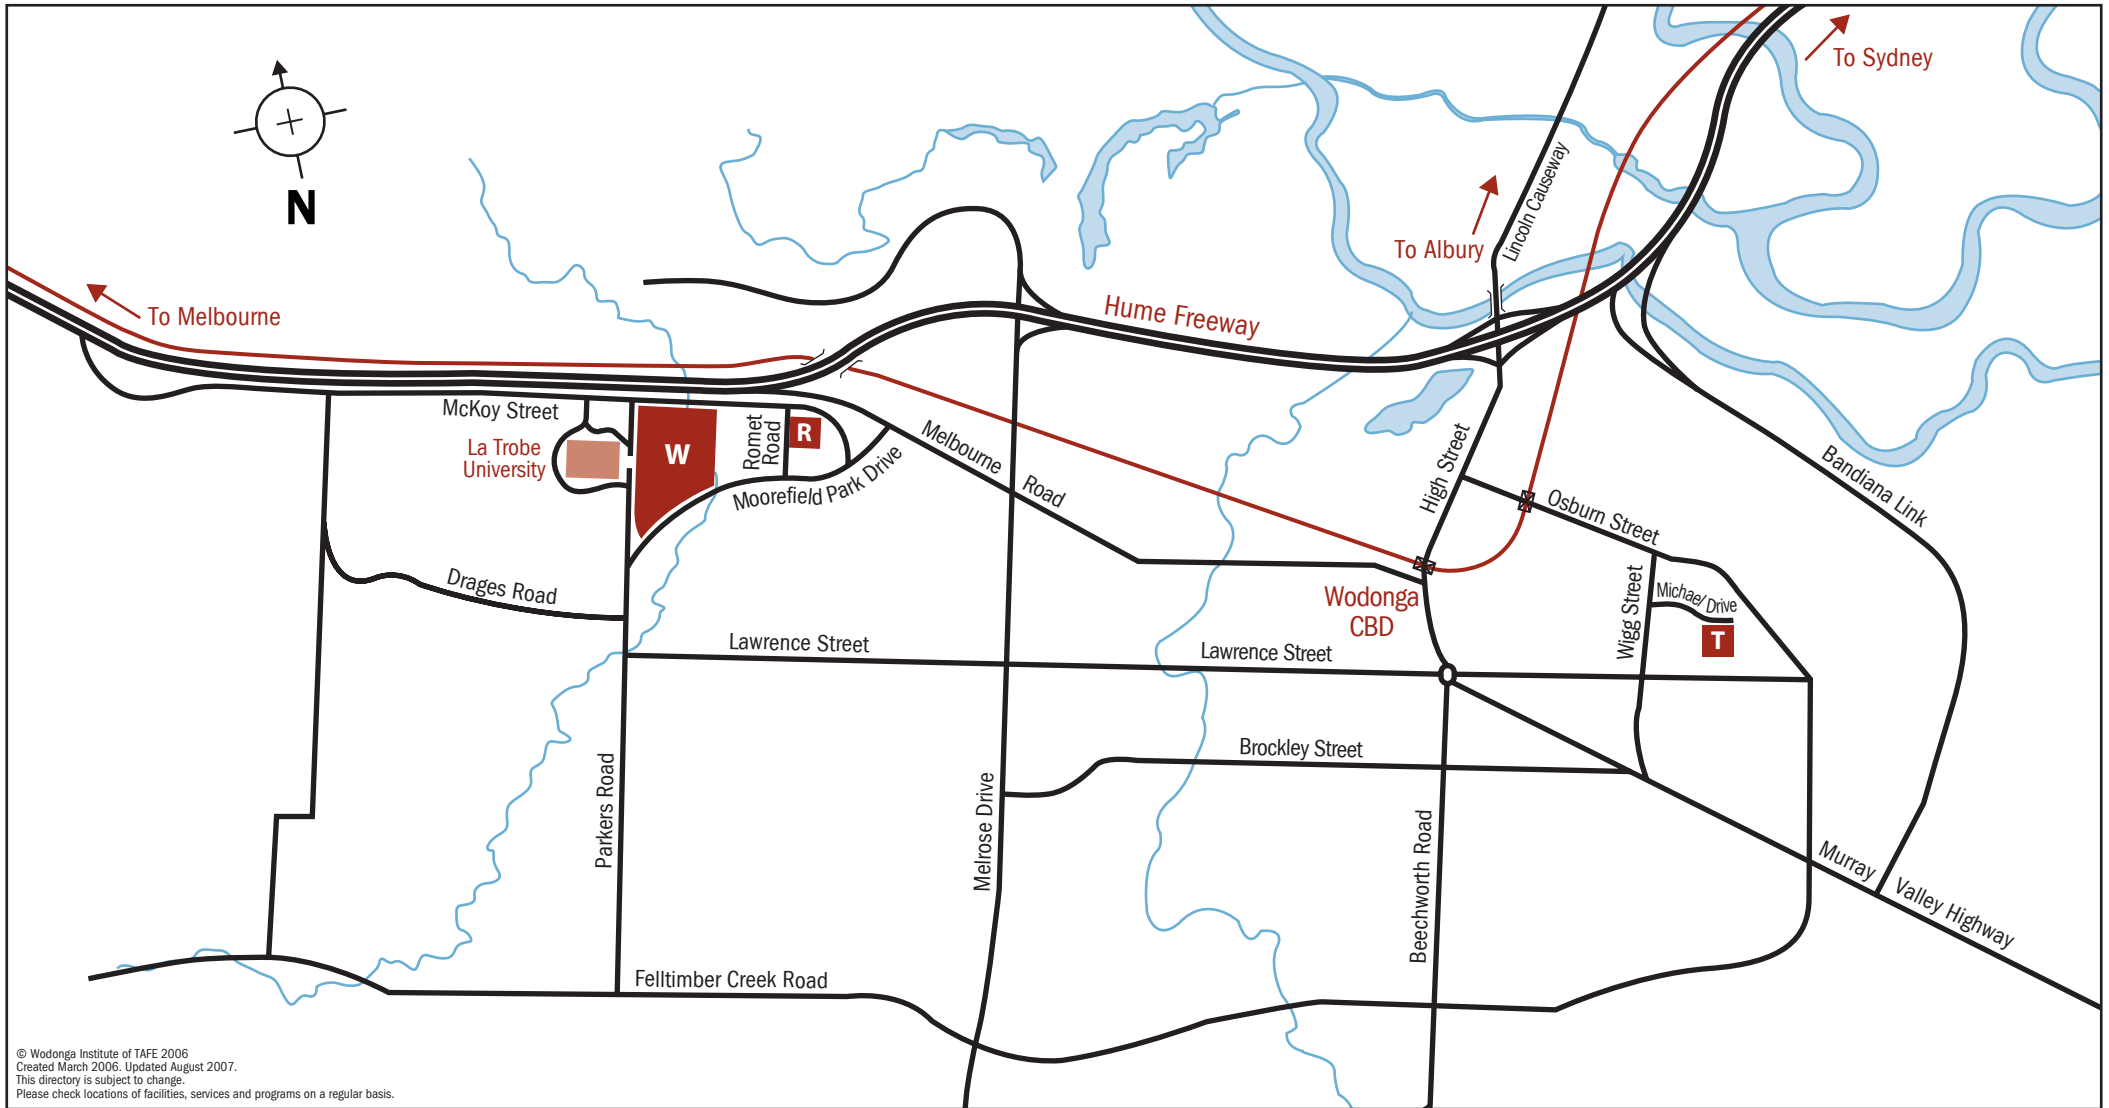 To Sydney
Lincoln Causeway
To Albury
N
To Melbourne
Hume Freeway
McKoy Street
La Trobe
University
W
Romet
Road
R
Moorefield Park Drive
Melbourne Road
High Street
Osburn Street
Bandiana Link
Drages Road
Wodonga
CBD
Wigg Street
Michael Drive
T
Lawrence Street
Lawrence Street
Brockley Street
Parkers Road
Melrose Drive
Beechworth Road
Murray Valley Highway
Felltimber Creek Road
© Wodonga Institute of TAFE 2006
Created March 2006. Updated August 2007.
This directory is subject to change.
Please check locations of facilities, services and programs on a regular basis.